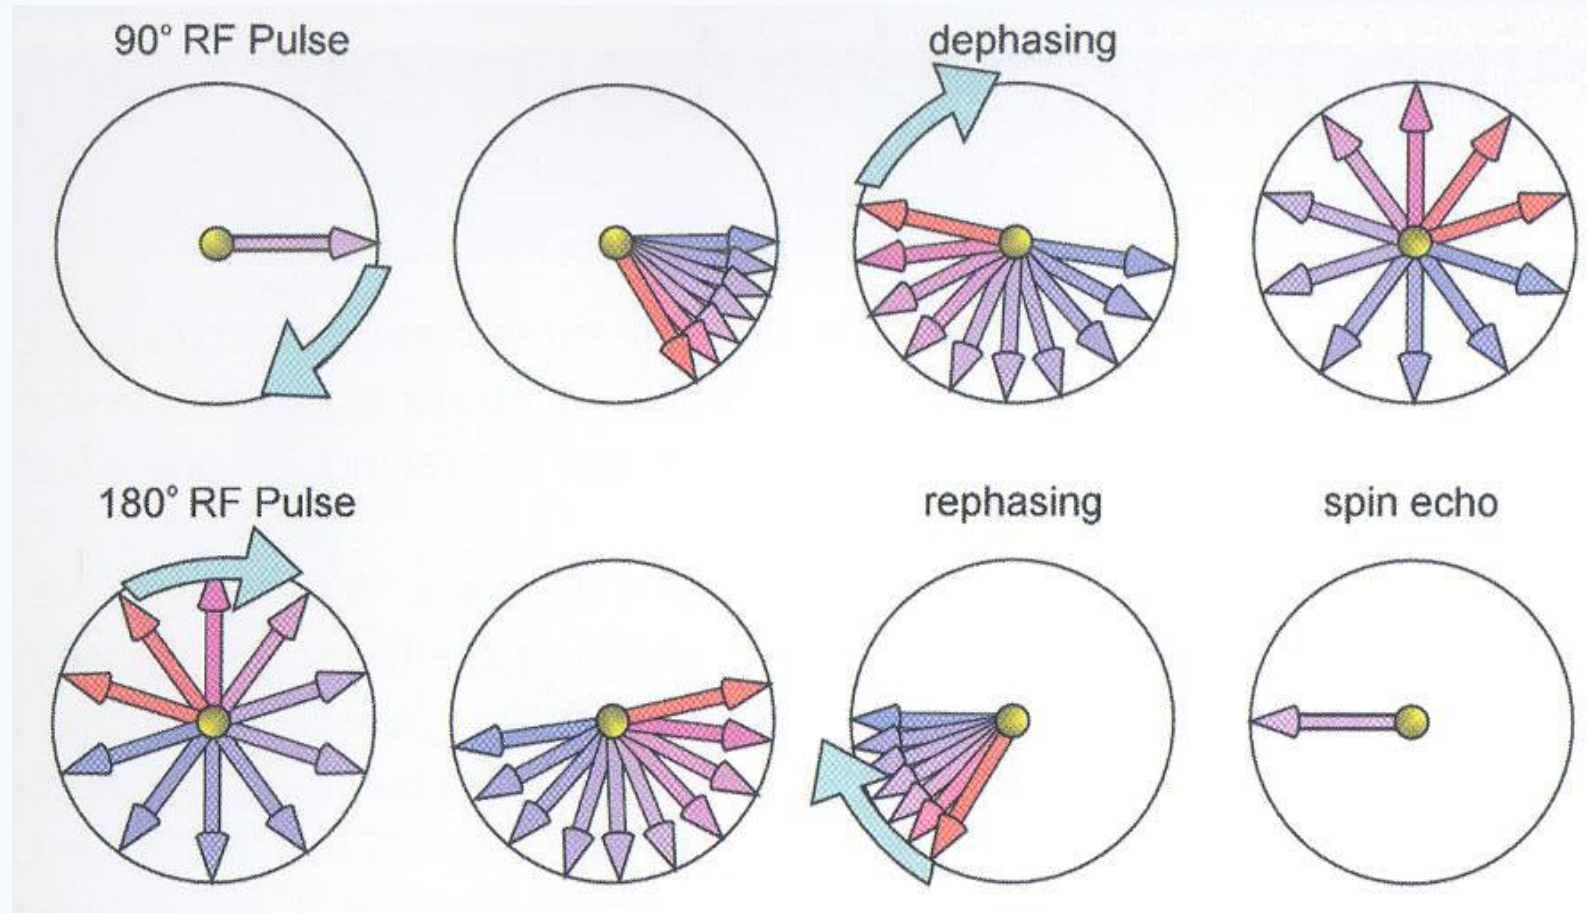 90° RF Pulse
dephasing
180° RF Pulse
rephasing
spin echo